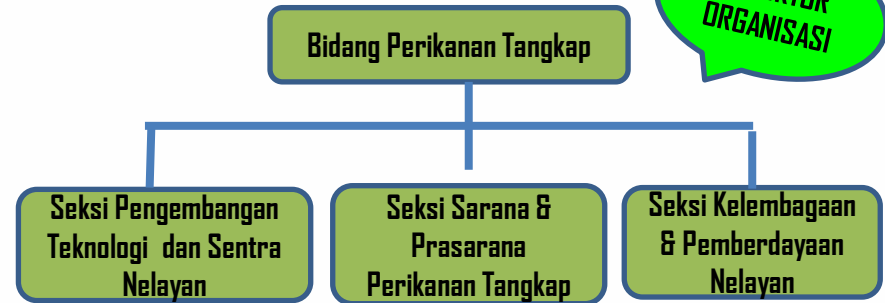 ORGANISASI
Bidang Perikanan Tangkap
Seksi Pengembangan
Teknologi dan Sentra
Nelayan
Seksi Sarana &
Prasarana
Perikanan Tangkap
Seksi Kelembagaan
& Pemberdayaan
Nelayan